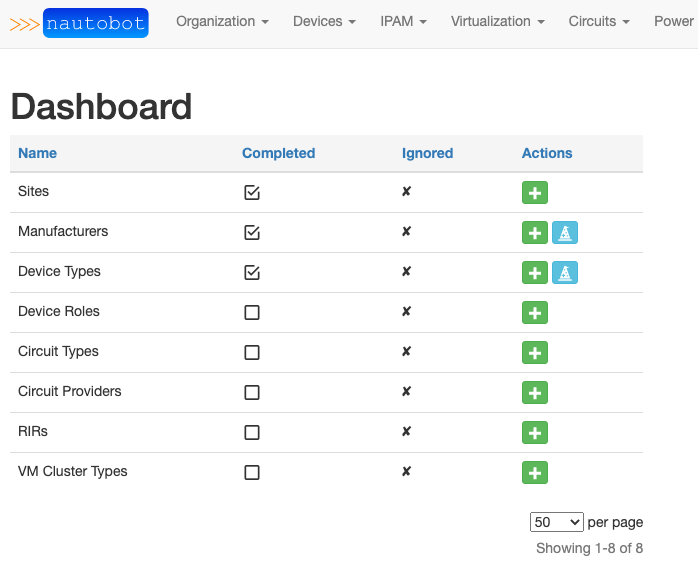 >>> nautobot Organization Devices IPAM Virtualization Circuits Power
Dashboard
Name Completed Ignored Actions
Sites
Manufacturers
Device Types
Device Roles
Circuit Types
Circuit Providers
RIRs
VM Cluster Types
50 per page
Showing 1-8 of 8